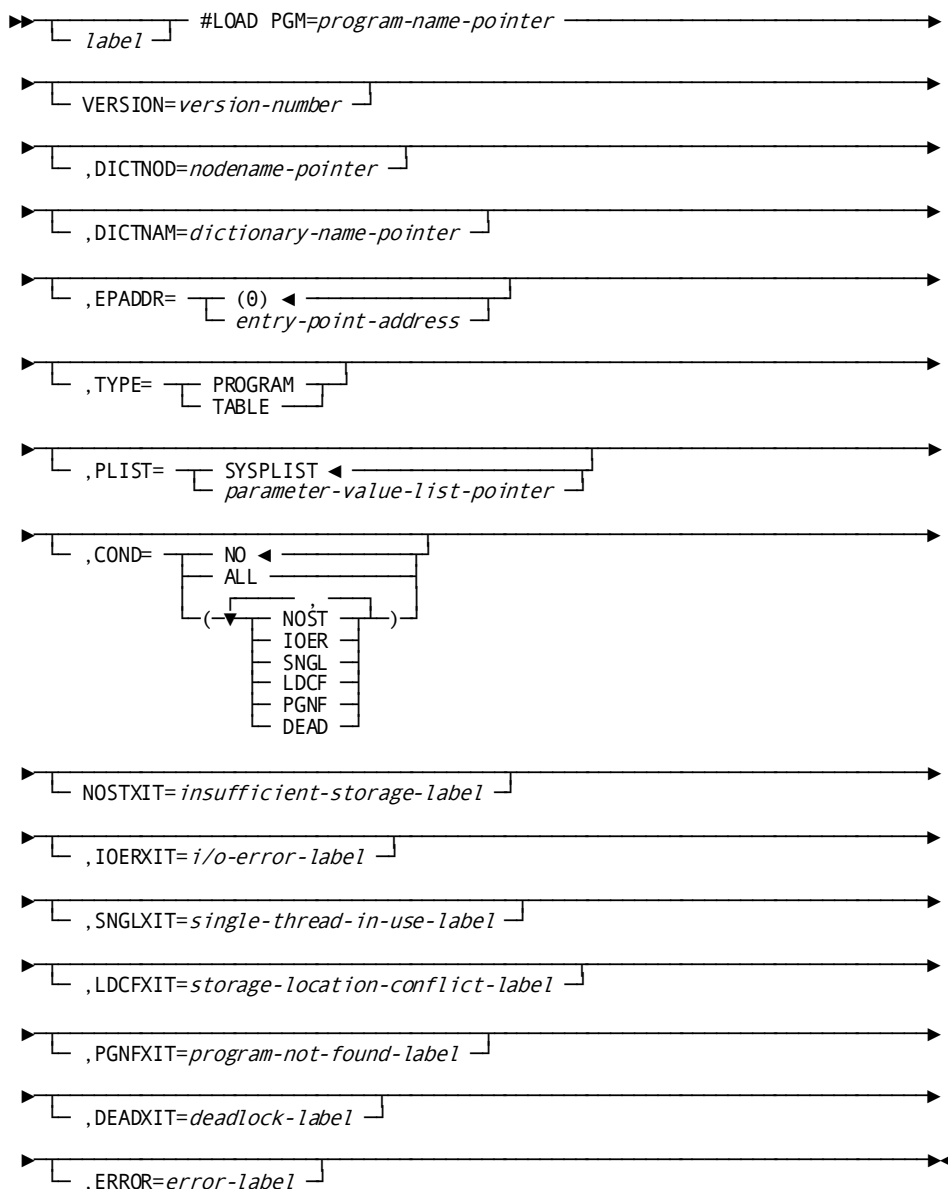 #LOAD PGM=program-name-pointer
label
VERSION=version-number
,DICTNOD=nodename-pointer
,DICTNAM=dictionary-name-pointer
,EPADDR= (0)
entry-point-address
,TYPE= PROGRAM
TABLE
,PLIST= SYSPLIST
parameter-value-list-pointer
,COND= NO
ALL
,
( NOST )
IOER
SNGL
LDCF
PGNF
DEAD
NOSTXIT=insufficient-storage-label
,IOERXIT=i/o-error-label
,SNGLXIT=single-thread-in-use-label
,LDCFXIT=storage-location-conflict-label
,PGNFXIT=program-not-found-label
,DEADXIT=deadlock-label
,ERROR=error-label